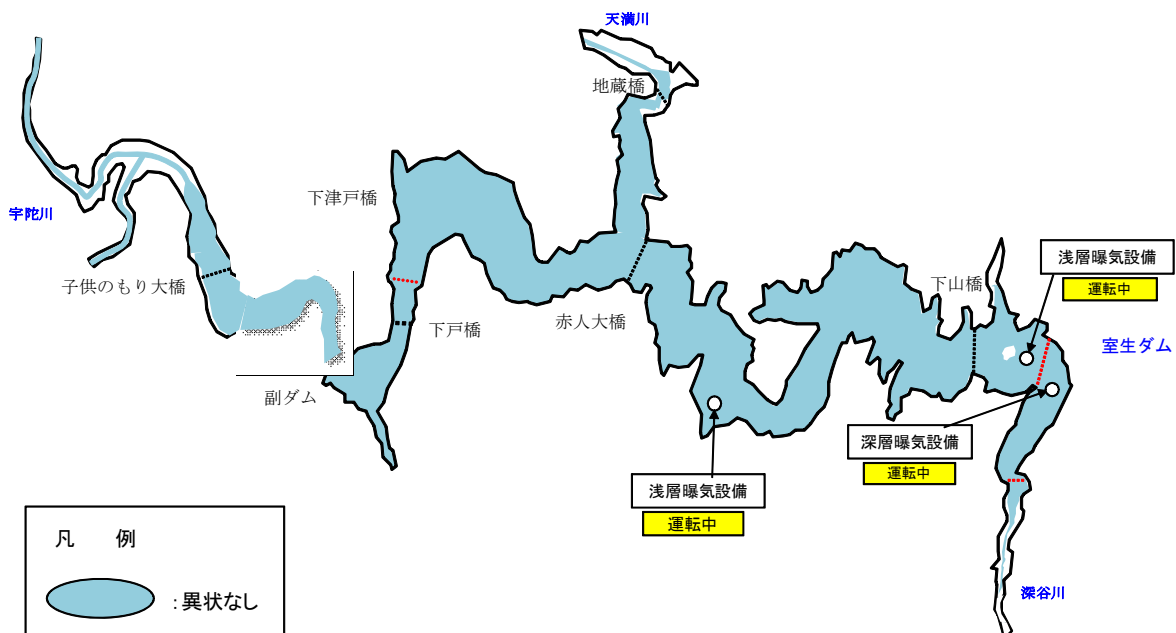 天満川
地蔵橋
宇陀川
下津戸橋
子供のもり大橋
下戸橋
赤人大橋
下山橋
浅層曝気設備
運転中
室生ダム
副ダム
深層曝気設備
運転中
浅層曝気設備
運転中
深谷川
凡　例
：異状なし